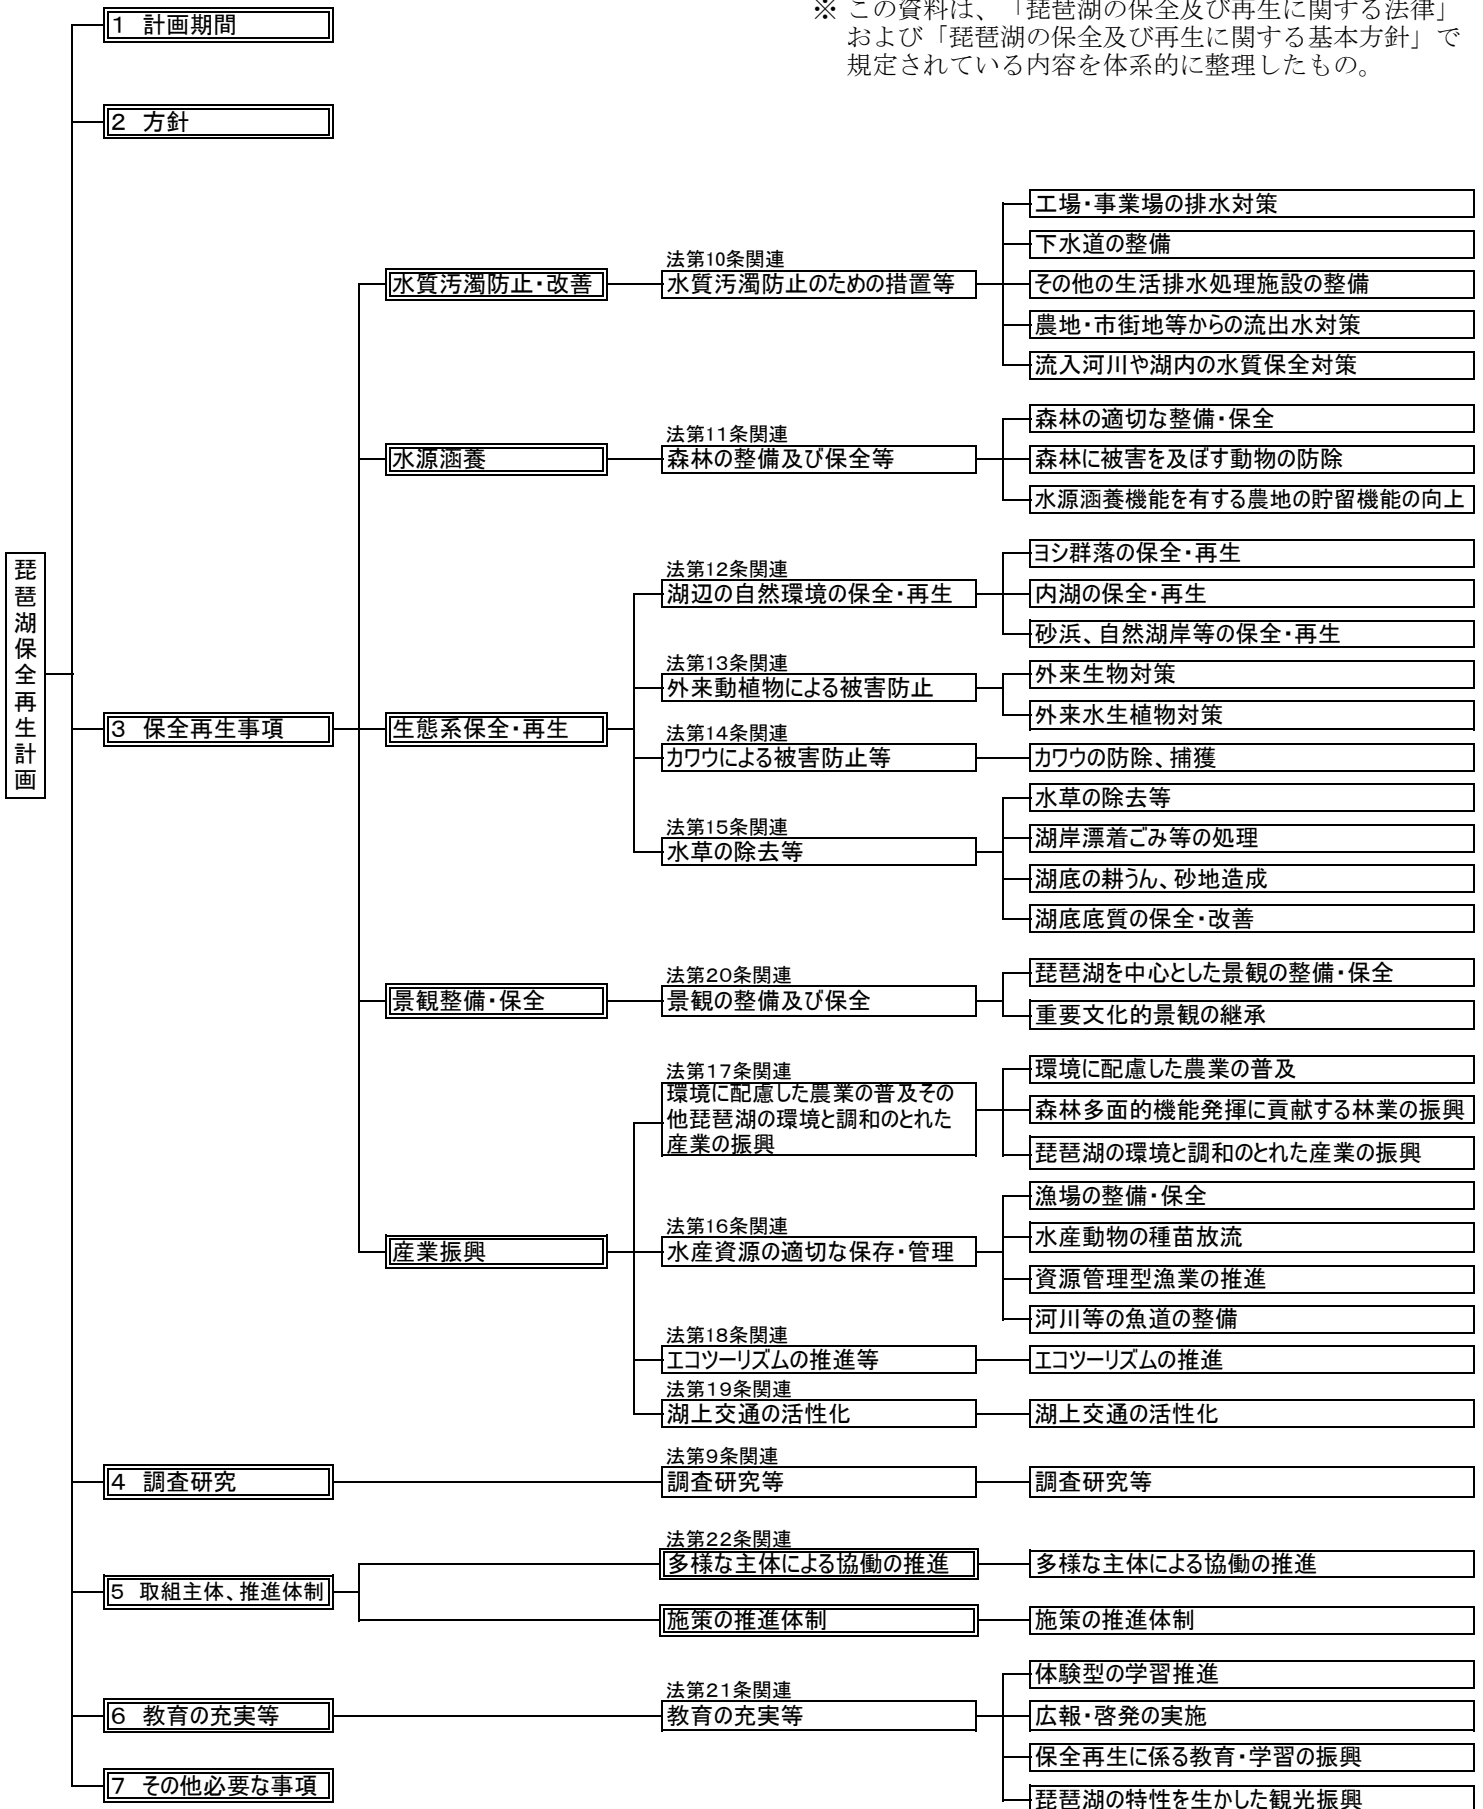 ※ この資料は、「琵琶湖の保全及び再生に関する法律」
および「琵琶湖の保全及び再生に関する基本方針」で
規定されている内容を体系的に整理したもの。
琵琶湖保全再生計画
1 計画期間
2 方針
3 保全再生事項
水質汚濁防止・改善
法第10条関連
水質汚濁防止のための措置等
工場・事業場の排水対策
下水道の整備
その他の生活排水処理施設の整備
農地・市街地等からの流出水対策
流入河川や湖内の水質保全対策
水源涵養
法第11条関連
森林の整備及び保全等
森林の適切な整備・保全
森林に被害を及ぼす動物の防除
水源涵養機能を有する農地の貯留機能の向上
生態系保全・再生
法第12条関連
湖辺の自然環境の保全・再生
ヨシ群落の保全・再生
内湖の保全・再生
砂浜、自然湖岸等の保全・再生
法第13条関連
外来動植物による被害防止
外来生物対策
外来水生植物対策
法第14条関連
カワウによる被害防止等
カワウの防除、捕獲
法第15条関連
水草の除去等
水草の除去等
湖岸漂着ごみ等の処理
湖底の耕うん、砂地造成
湖底底質の保全・改善
景観整備・保全
法第20条関連
景観の整備及び保全
琵琶湖を中心とした景観の整備・保全
重要文化的景観の継承
産業振興
法第17条関連
環境に配慮した農業の普及その
他琵琶湖の環境と調和のとれた
産業の振興
環境に配慮した農業の普及
森林多面的機能発揮に貢献する林業の振興
琵琶湖の環境と調和のとれた産業の振興
法第16条関連
水産資源の適切な保存・管理
漁場の整備・保全
水産動物の種苗放流
資源管理型漁業の推進
河川等の魚道の整備
法第18条関連
エコツーリズムの推進等
エコツーリズムの推進
法第19条関連
湖上交通の活性化
湖上交通の活性化
4 調査研究
法第9条関連
調査研究等
調査研究等
5 取組主体、推進体制
法第22条関連
多様な主体による協働の推進
多様な主体による協働の推進
施策の推進体制
施策の推進体制
6 教育の充実等
法第21条関連
教育の充実等
体験型の学習推進
広報・啓発の実施
保全再生に係る教育・学習の振興
琵琶湖の特性を生かした観光振興
7 その他必要な事項